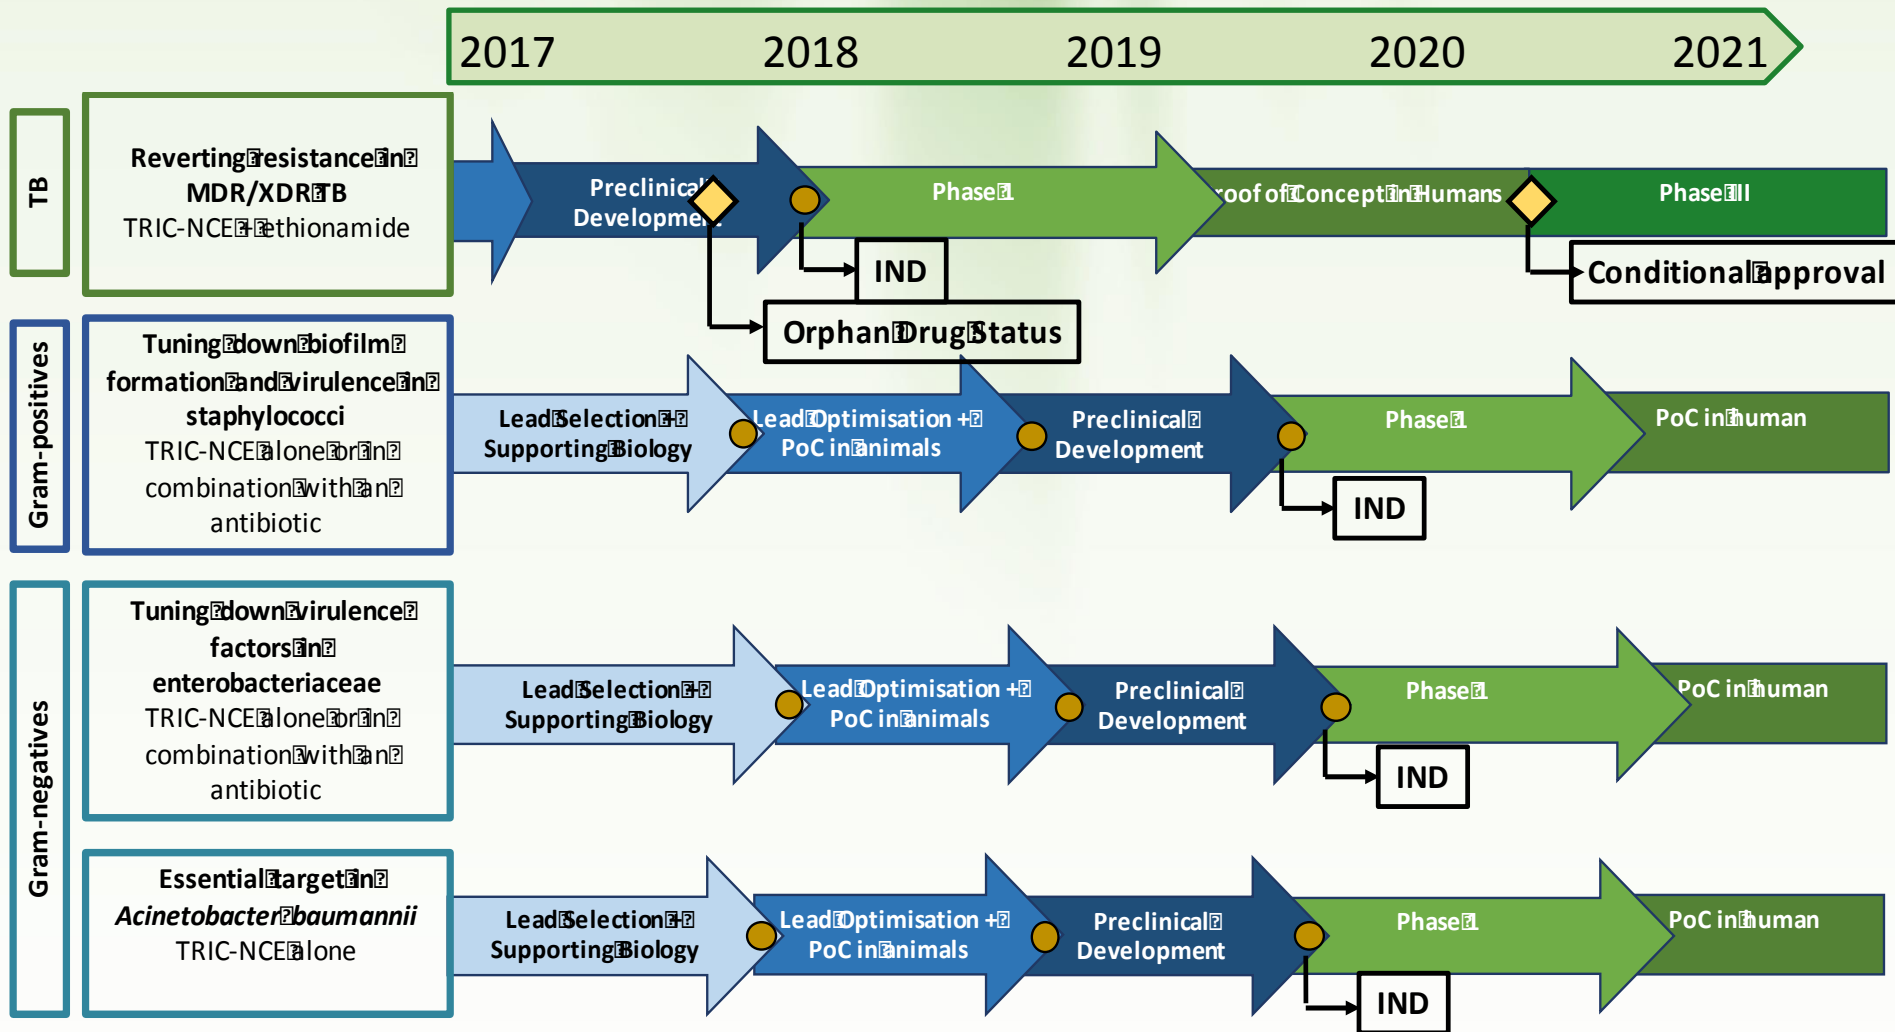 2017 2018 2019 2020 2021
TB
Reverting resistance in
MDR/XDR TB
TRIC-NCE + ethionamide
Preclinical
Development
Phase 1
roof of Concept in Humans
Phase III
IND
Conditional approval
Orphan Drug Status
Gram-positives
Tuning down biofilm
formation and virulence in
staphylococci
TRIC-NCE alone or in
combination with an
antibiotic
Lead Selection +
Supporting Biology
Lead Optimisation +
PoC in animals
Preclinical
Development
Phase 1
PoC in human
IND
Gram-negatives
Tuning down virulence
factors in
enterobacteriaceae
TRIC-NCE alone or in
combination with an
antibiotic
Lead Selection +
Supporting Biology
Lead Optimisation +
PoC in animals
Preclinical
Development
Phase 1
PoC in human
IND
Essential target in
Acinetobacter baumannii
TRIC-NCE alone
Lead Selection +
Supporting Biology
Lead Optimisation +
PoC in animals
Preclinical
Development
Phase 1
PoC in human
IND